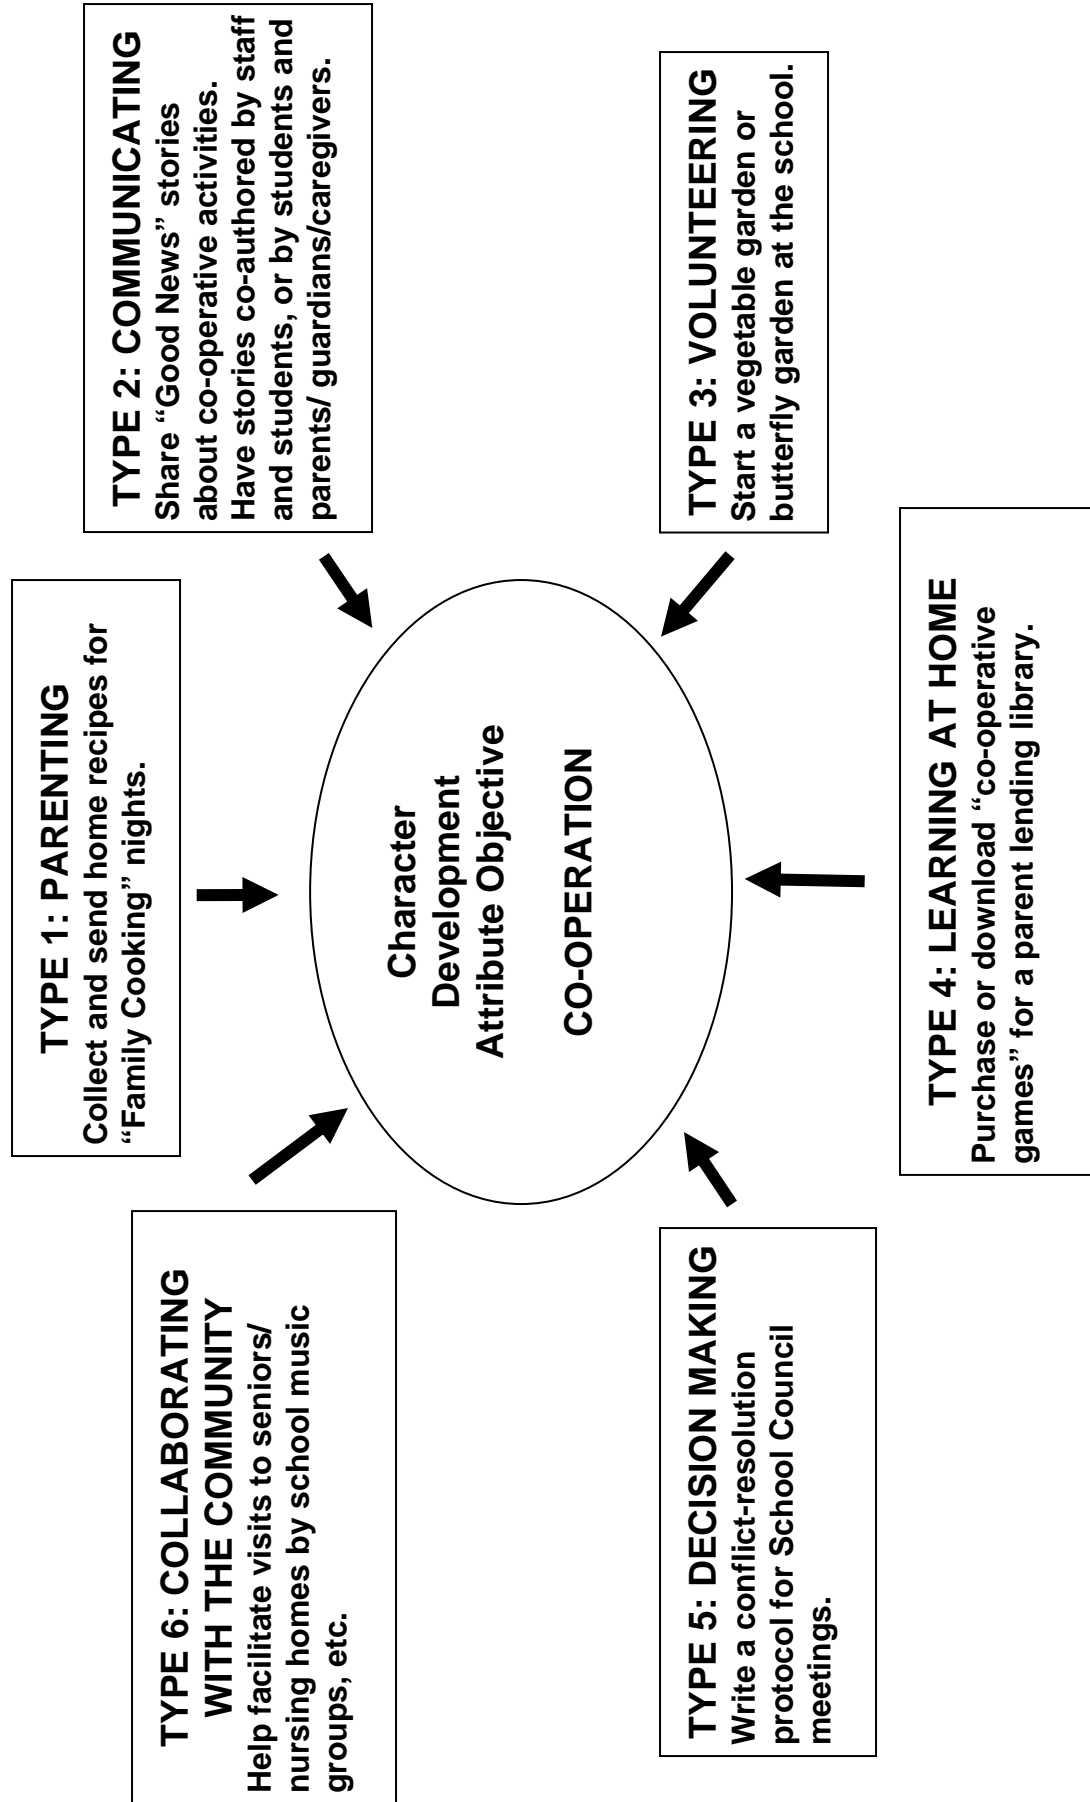 TYPE 1: PARENTING
Collect and send home recipes for
“Family Cooking” nights.
TYPE 2: COMMUNICATING
Share “Good News” stories
about co-operative activities.
Have stories co-authored by staff
and students, or by students and
parents/ guardians/caregivers.
TYPE 3: VOLUNTEERING
Start a vegetable garden or
butterfly garden at the school.
TYPE 4: LEARNING AT HOME
Purchase or download “co-operative
games” for a parent lending library.
TYPE 5: DECISION MAKING
Write a conflict-resolution
protocol for School Council
meetings.
TYPE 6: COLLABORATING
WITH THE COMMUNITY
Help facilitate visits to seniors/
nursing homes by school music
groups, etc.
Character
Development
Attribute Objective
CO-OPERATION